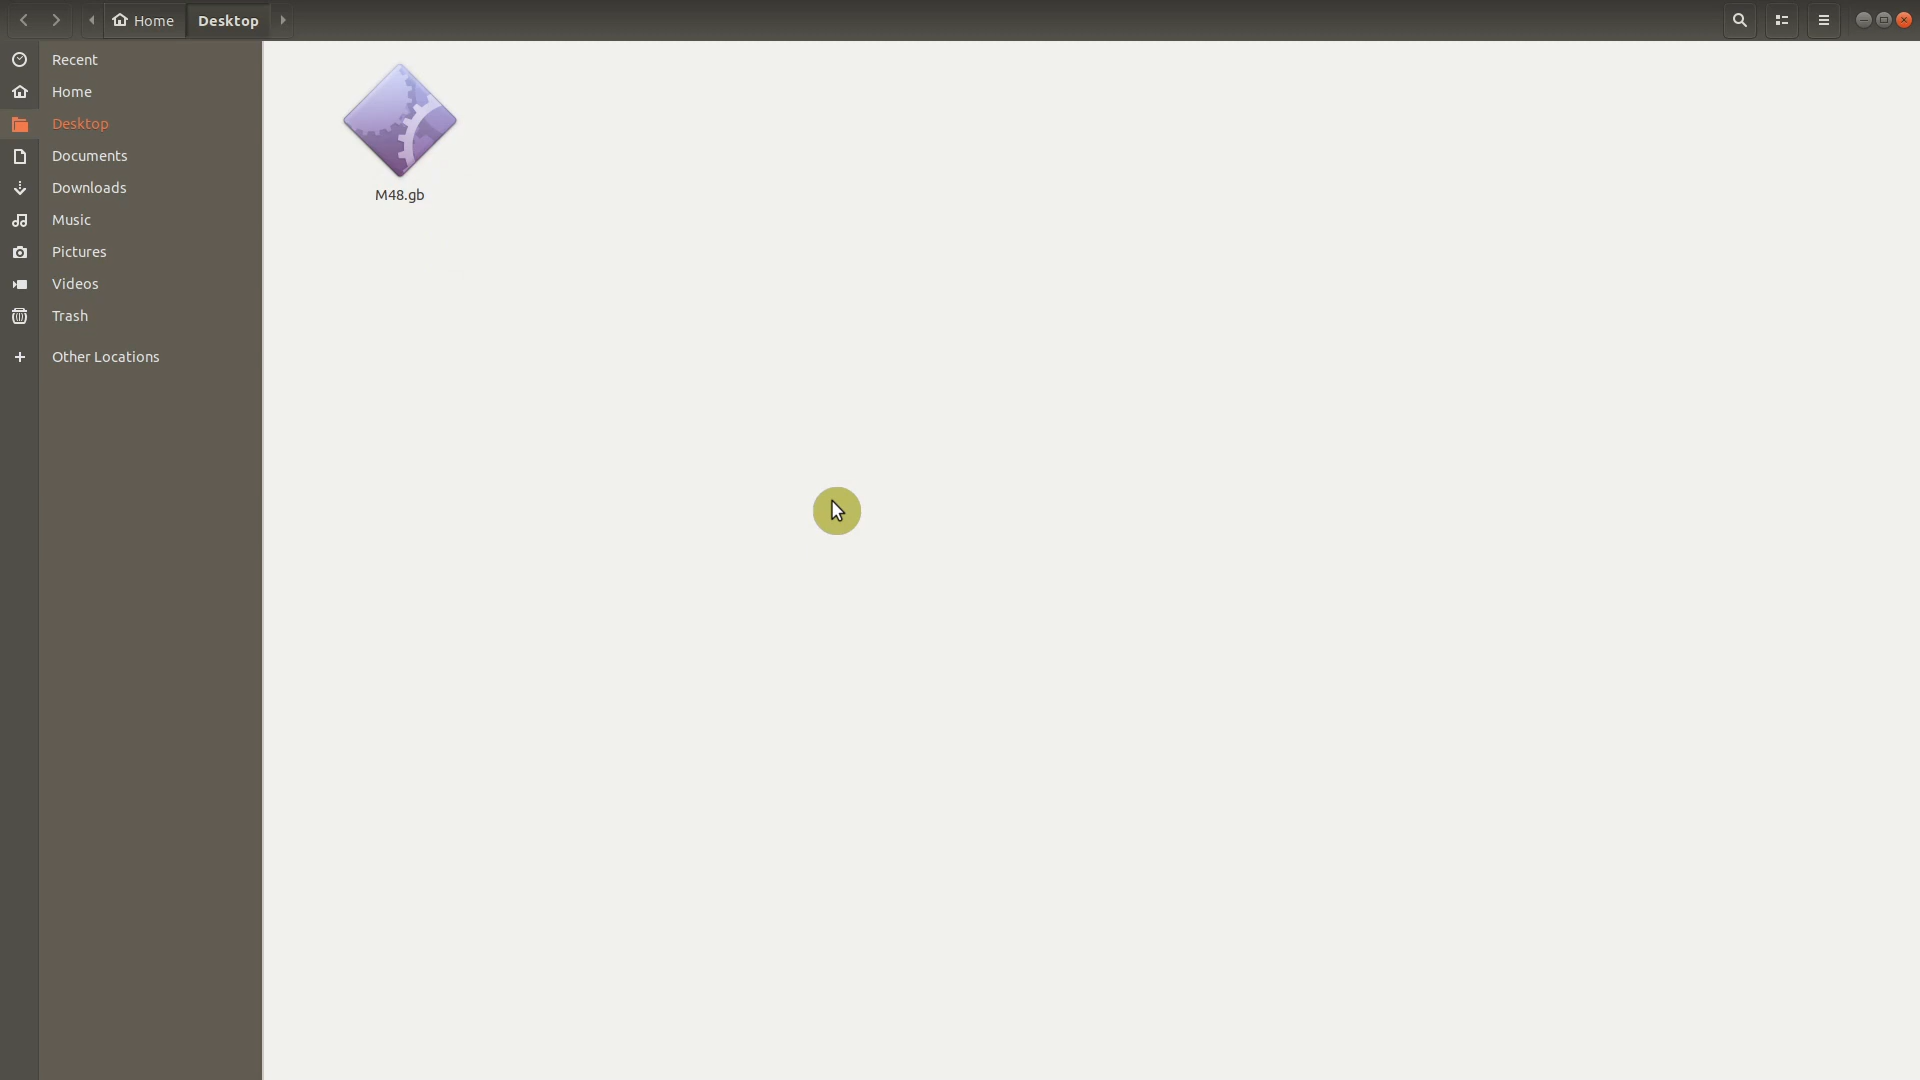 Home
Desktop
Recent
Home
Desktop
Documents
Downloads
Music
Pictures
Videos
Trash
Other Locations
M48.gb